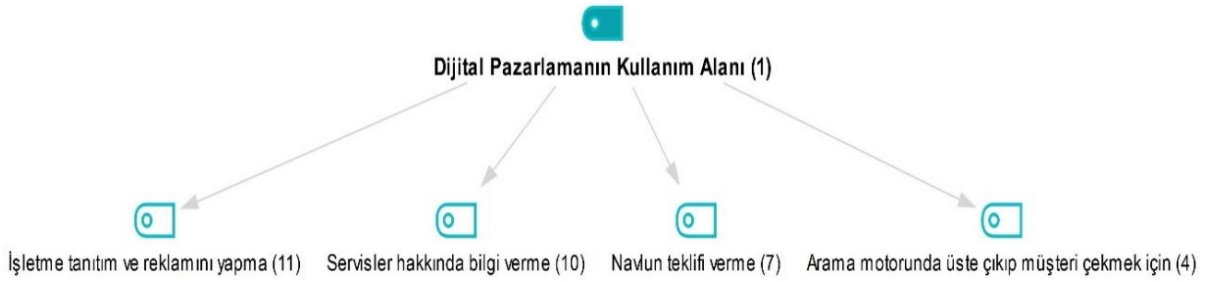 Dijital Pazarlamanın Kullanım Alanı (1)
İşletme tanıtım ve reklamını yapma (11) Servisler hakkında bilgi verme (10) Navlun teklifi verme (7) Arama motorunda üste çıkıp müşteri çekmek için (4)